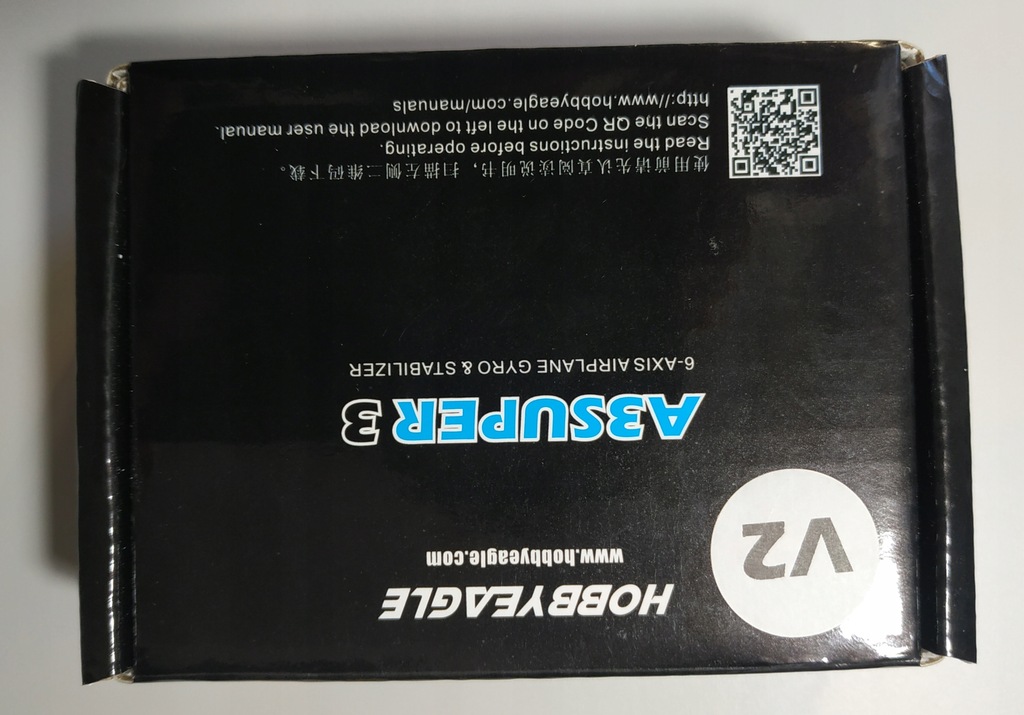 V2
HOBBYEAGLE
www.hobbyeagle.com
A3SUPER 3
6-AXIS AIRPLANE GYRO & STABILIZER
使用前请先认真阅读说明书，扫描左侧二维码下载。
Read the instructions before operating.
Scan the QR Code on the left to download the user manual.
http://www.hobbyeagle.com/manuals